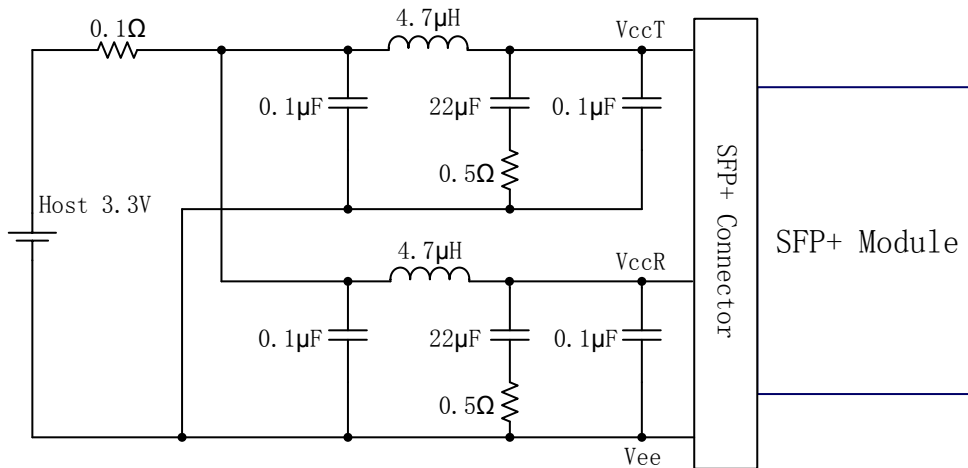 4.7μH
VccT
0.1Ω
0.1μF
22μF
0.1μF
0.5Ω
Host 3.3V
SFP+ Connector
SFP+ Module
4.7μH
VccR
0.1μF
22μF
0.1μF
0.5Ω
Vee